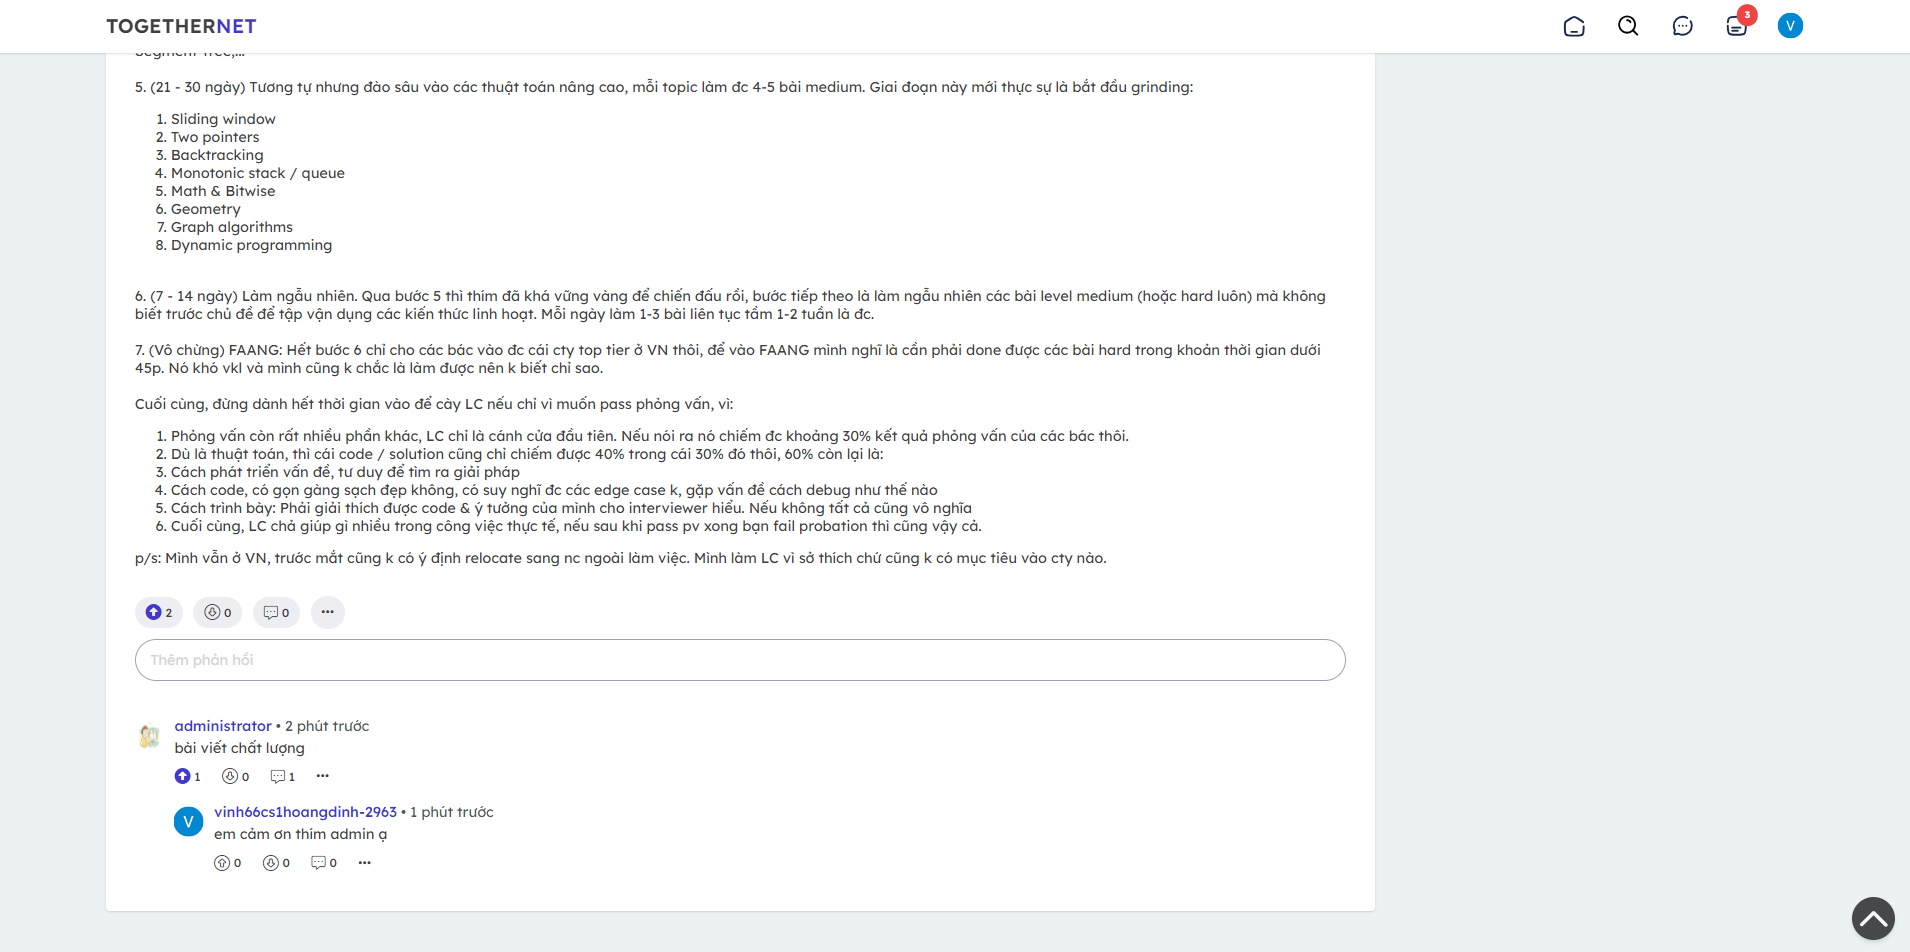 TOGETHERNET
3
V
Segment Tree,...
5. (21 - 30 ngày) Tương tự nhưng đào sâu vào các thuật toán nâng cao, mỗi topic làm đc 4-5 bài medium. Giai đoạn này mới thực sự là bắt đầu grinding:
1. Sliding window
2. Two pointers
3. Backtracking
4. Monotonic stack / queue
5. Math & Bitwise
6. Geometry
7. Graph algorithms
8. Dynamic programming
6. (7 - 14 ngày) Làm ngẫu nhiên. Qua bước 5 thì thím đã khá vững vàng để chiến đấu rồi, bước tiếp theo là làm ngẫu nhiên các bài level medium (hoặc hard luôn) mà không
biết trước chủ đề để tập vận dụng các kiến thức linh hoạt. Mỗi ngày làm 1-3 bài liên tục tầm 1-2 tuần là đc.
7. (Vô chừng) FAANG: Hết bước 6 chỉ cho các bác vào đc cái cty top tier ở VN thôi, để vào FAANG mình nghĩ là cần phải done được các bài hard trong khoản thời gian dưới
45p. Nó khó vkl và mình cũng k chắc là làm được nên k biết chỉ sao.
Cuối cùng, đừng dành hết thời gian vào để cày LC nếu chỉ vì muốn pass phỏng vấn, vì:
1. Phỏng vấn còn rất nhiều phần khác, LC chỉ là cánh cửa đầu tiên. Nếu nói ra nó chiếm đc khoảng 30% kết quả phỏng vấn của các bác thôi.
2. Dù là thuật toán, thì cái code / solution cũng chỉ chiếm được 40% trong cái 30% đó thôi, 60% còn lại là:
3. Cách phát triển vấn đề, tư duy để tìm ra giải pháp
4. Cách code, có gọn gàng sạch đẹp không, có suy nghĩ đc các edge case k, gặp vấn đề cách debug như thế nào
5. Cách trình bày: Phải giải thích được code & ý tưởng của mình cho interviewer hiểu. Nếu không tất cả cũng vô nghĩa
6. Cuối cùng, LC chả giúp gì nhiều trong công việc thực tế, nếu sau khi pass pv xong bạn fail probation thì cũng vậy cả.
p/s: Mình vẫn ở VN, trước mắt cũng k có ý định relocate sang nc ngoài làm việc. Mình làm LC vì sở thích chứ cũng k có mục tiêu vào cty nào.
2 0 0 •••
Thêm phản hồi
administrator • 2 phút trước
bài viết chất lượng
1 0 1 •••
V
vinh66cs1hoangdinh-2963 • 1 phút trước
em cảm ơn thím admin ạ
0 0 0 •••